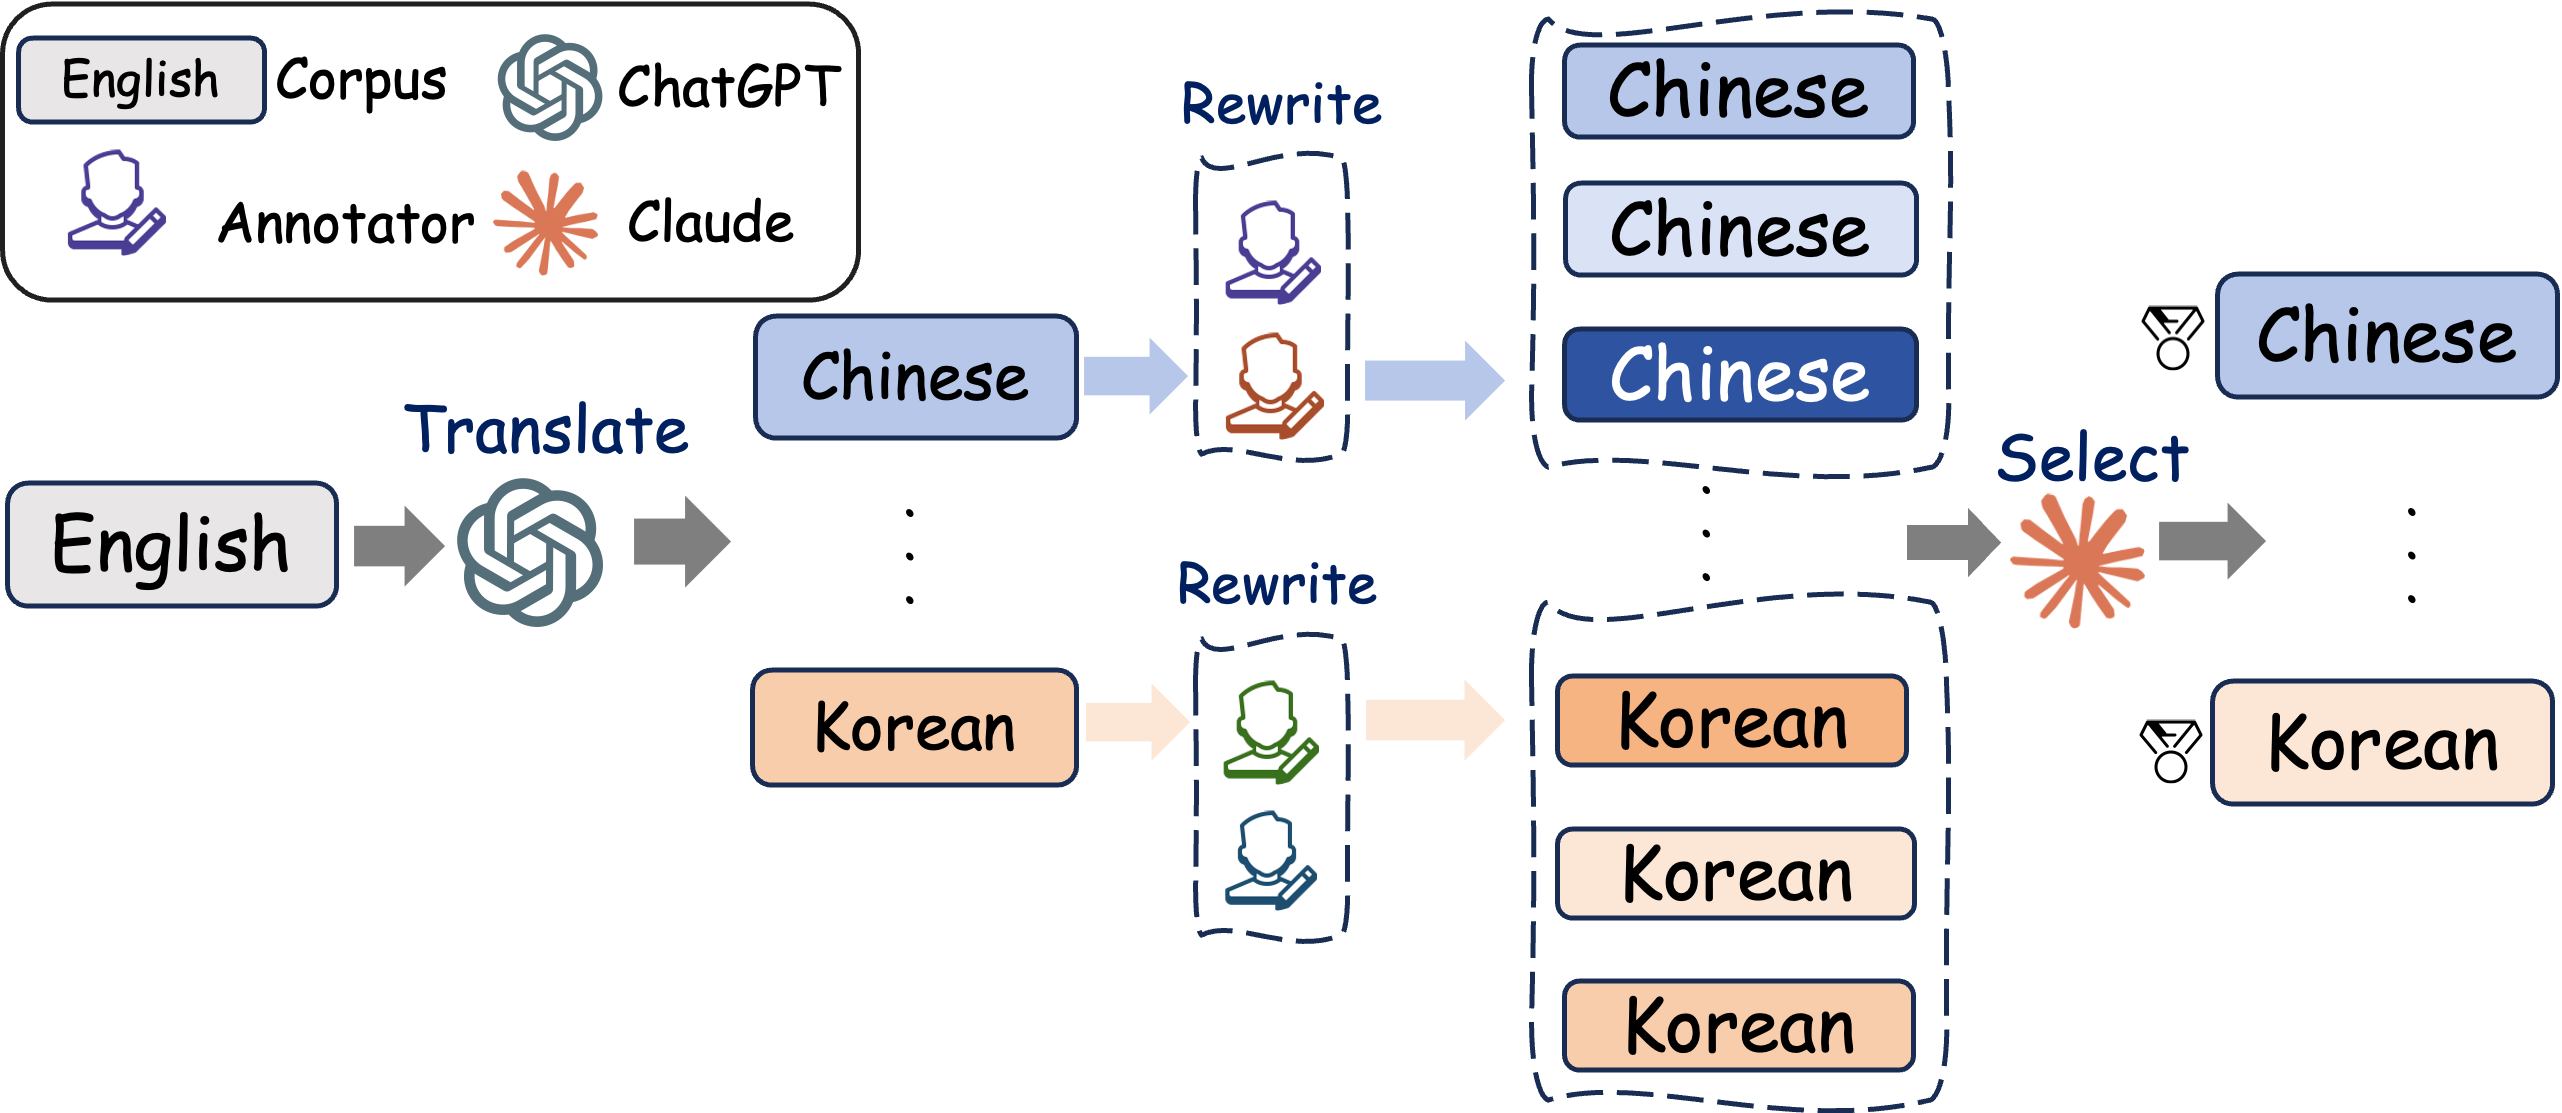 English Corpus
ChatGPT
Annotator
Claude
English
Translate
Chinese
Korean
Rewrite
Rewrite
Chinese
Chinese
Chinese
Korean
Korean
Korean
Select
Chinese
Korean